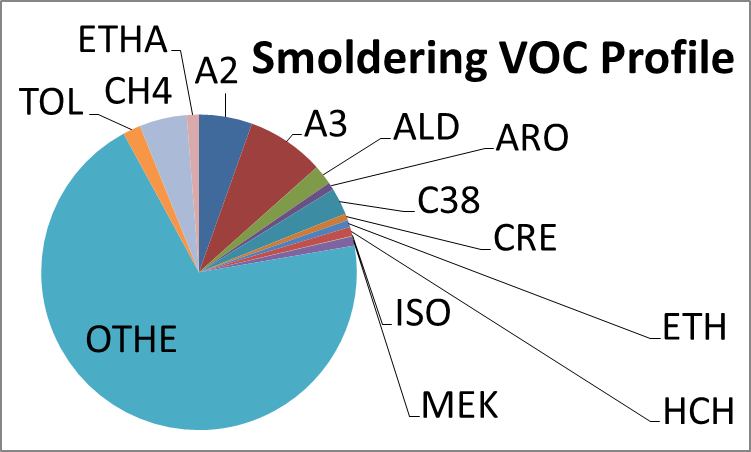 Smoldering VOC Profile
ETHA
A2
CH4
TOL
A3
ALD
ARO
C38
CRE
ISO
ETH
OTHE
MEK
HCH